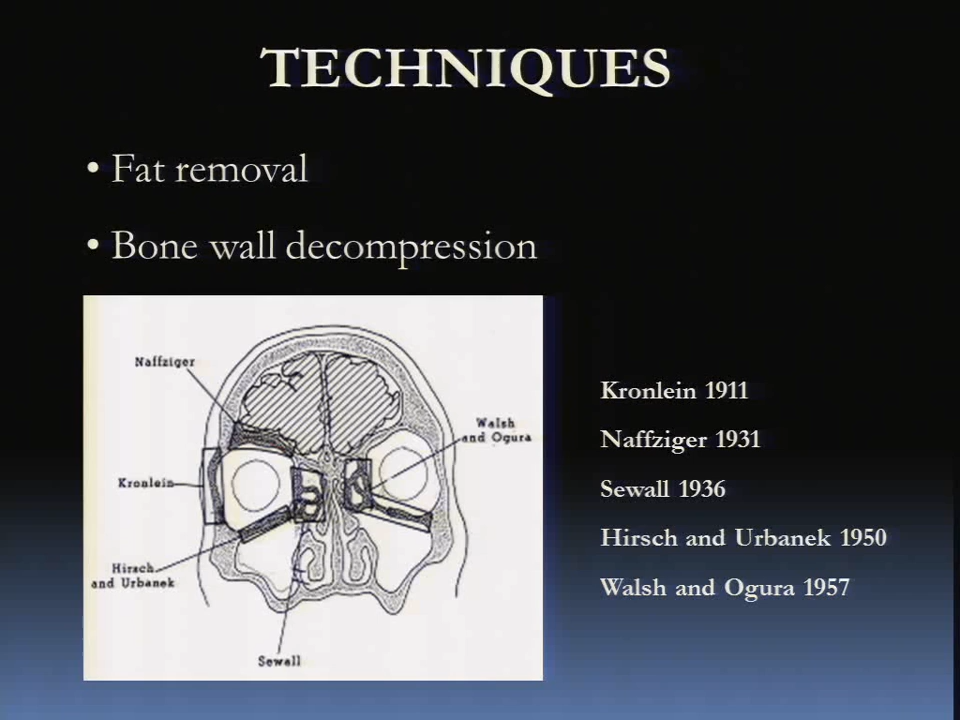 TECHNIQUES
• Fat removal
• Bone wall decompression
Naffziger
Walsh
and Ogura
Kronlein
Hirsch
and Urbanek
Sewall
Kronlein 1911
Naffziger 1931
Sewall 1936
Hirsch and Urbanek 1950
Walsh and Ogura 1957